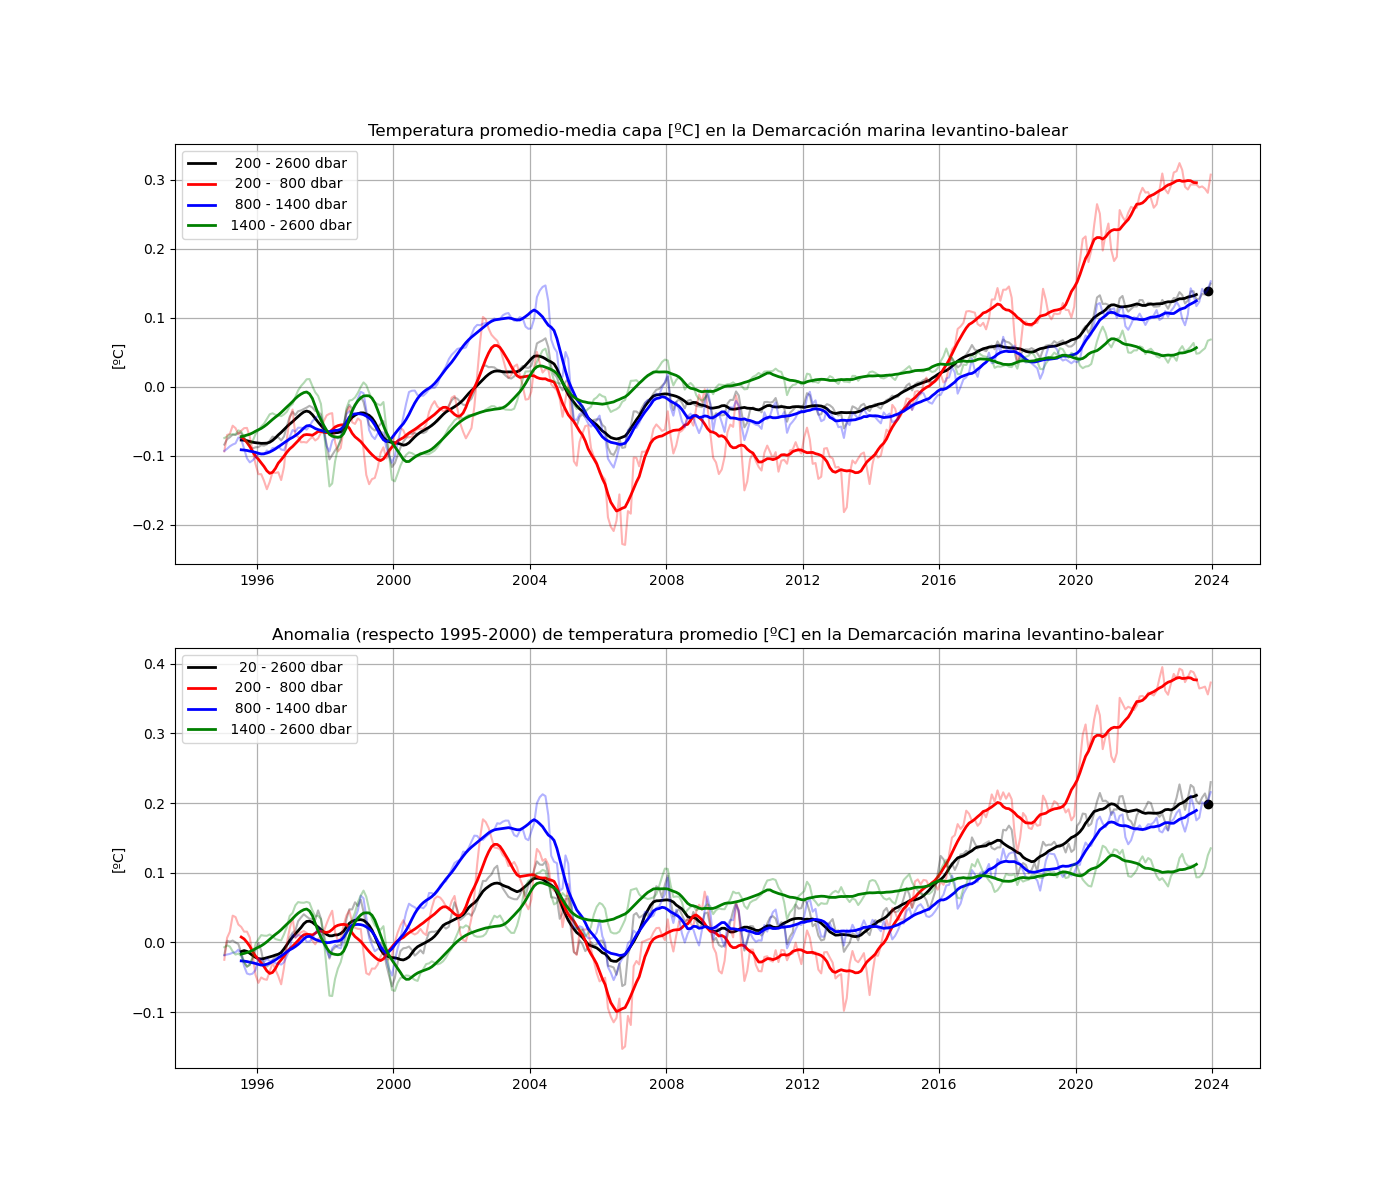 Temperatura promedio-media capa [ºC] en la Demarcación marina levantino-balear
[ºC]
0.3
0.2
0.1
0.0
−0.1
−0.2
200 - 2600 dbar
200 - 800 dbar
800 - 1400 dbar
1400 - 2600 dbar
1996 2000 2004 2008 2012 2016 2020 2024
Anomalia (respecto 1995-2000) de temperatura promedio [ºC] en la Demarcación marina levantino-balear
[ºC]
0.4
0.3
0.2
0.1
0.0
−0.1
20 - 2600 dbar
200 - 800 dbar
800 - 1400 dbar
1400 - 2600 dbar
1996 2000 2004 2008 2012 2016 2020 2024